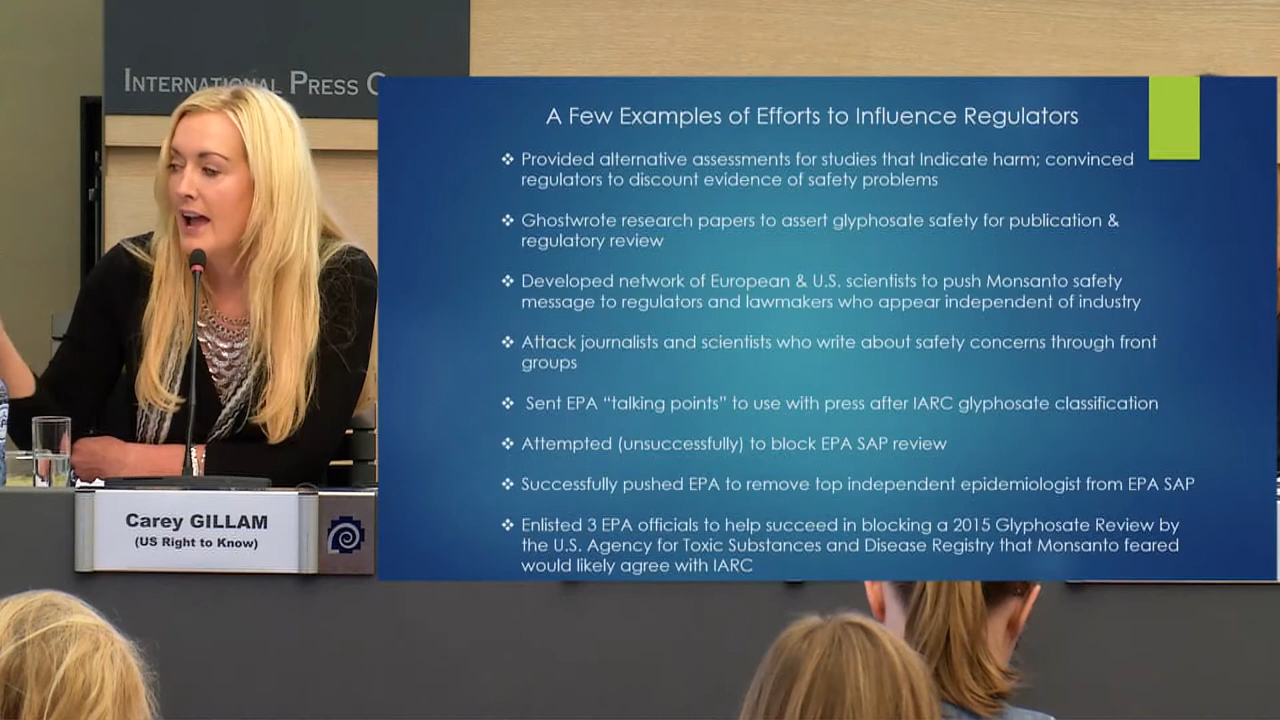 INTERNATIONAL PRESS C
A Few Examples of Efforts to Influence Regulators
❖ Provided alternative assessments for studies that Indicate harm; convinced
regulators to discount evidence of safety problems
❖ Ghostwrote research papers to assert glyphosate safety for publication &
regulatory review
❖ Developed network of European & U.S. scientists to push Monsanto safety
message to regulators and lawmakers who appear independent of industry
❖ Attack journalists and scientists who write about safety concerns through front
groups
❖ Sent EPA “talking points” to use with press after IARC glyphosate classification
❖ Attempted (unsuccessfully) to block EPA SAP review
❖ Successfully pushed EPA to remove top independent epidemiologist from EPA SAP
❖ Enlisted 3 EPA officials to help succeed in blocking a 2015 Glyphosate Review by
the U.S. Agency for Toxic Substances and Disease Registry that Monsanto feared
would likely agree with IARC
Carey GILLAM
(US Right to Know)